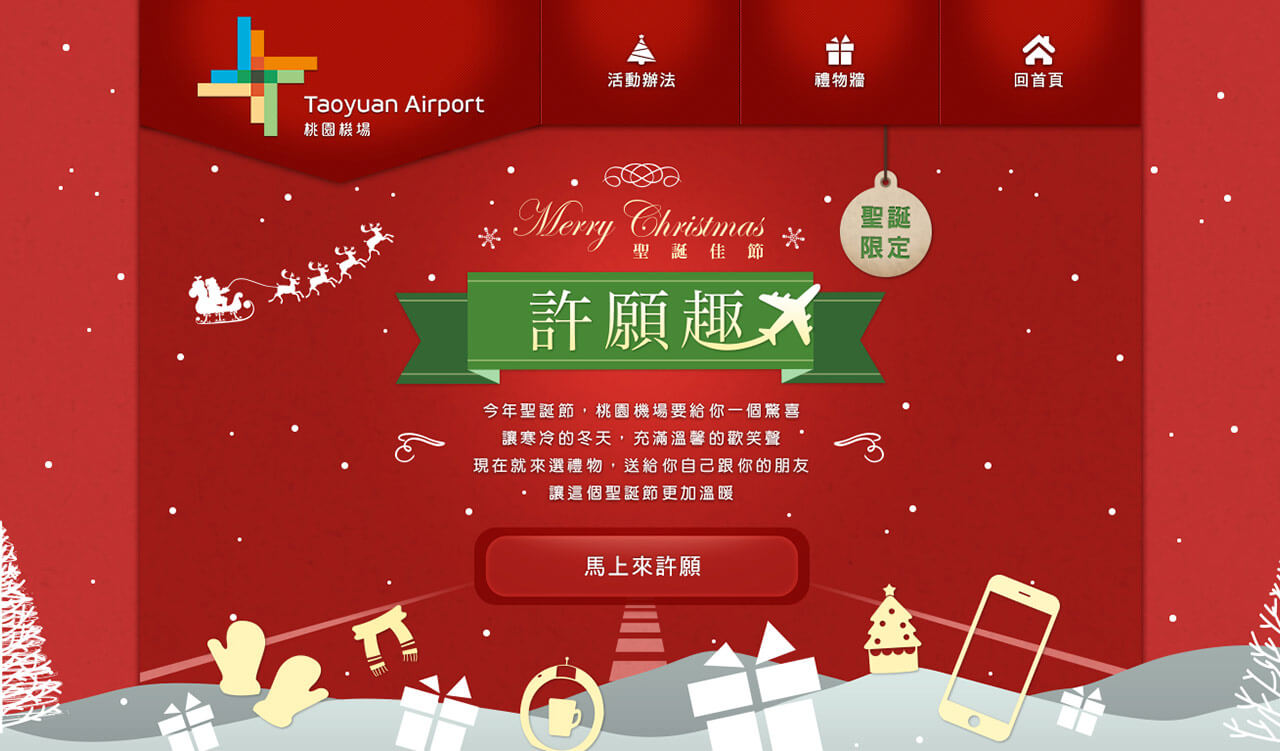 Taoyuan Airport
桃園機場
活動辦法
禮物牆
回首頁
Merry Christmas
聖誕佳節
聖誕
限定
許願趣
今年聖誕節，桃園機場要給你一個驚喜
讓寒冷的冬天，充滿溫馨的歡笑聲
現在就來選禮物，送給你自己跟你的朋友
讓這個聖誕節更加溫暖
馬上來許願